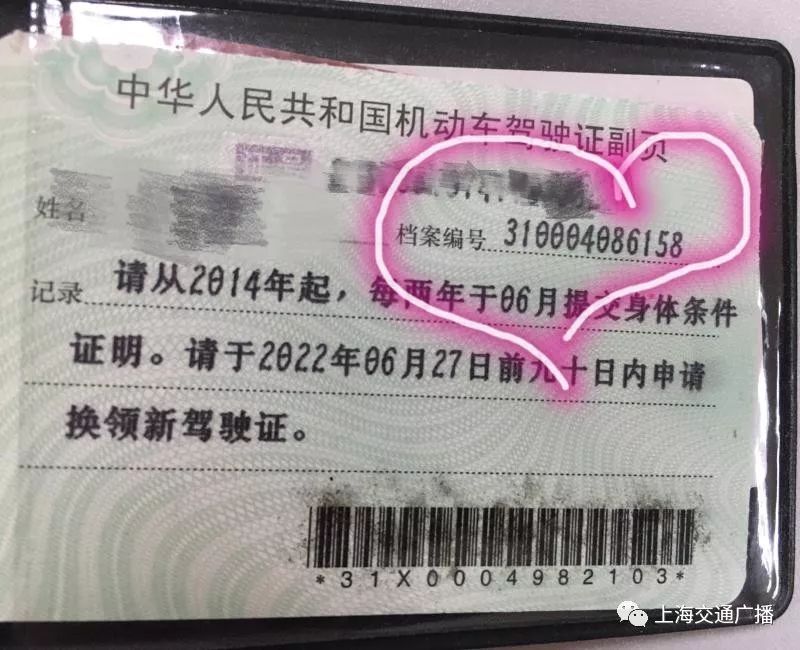 中华人民共和国机动车驾驶证副页
姓名
档案编号 310004086158
记录 请从2014年起，每两年于06月提交身体条件
证明。请于2022年06月27日前九十日内申请
换领新驾驶证。
*31X0004982103*
上海交通广播